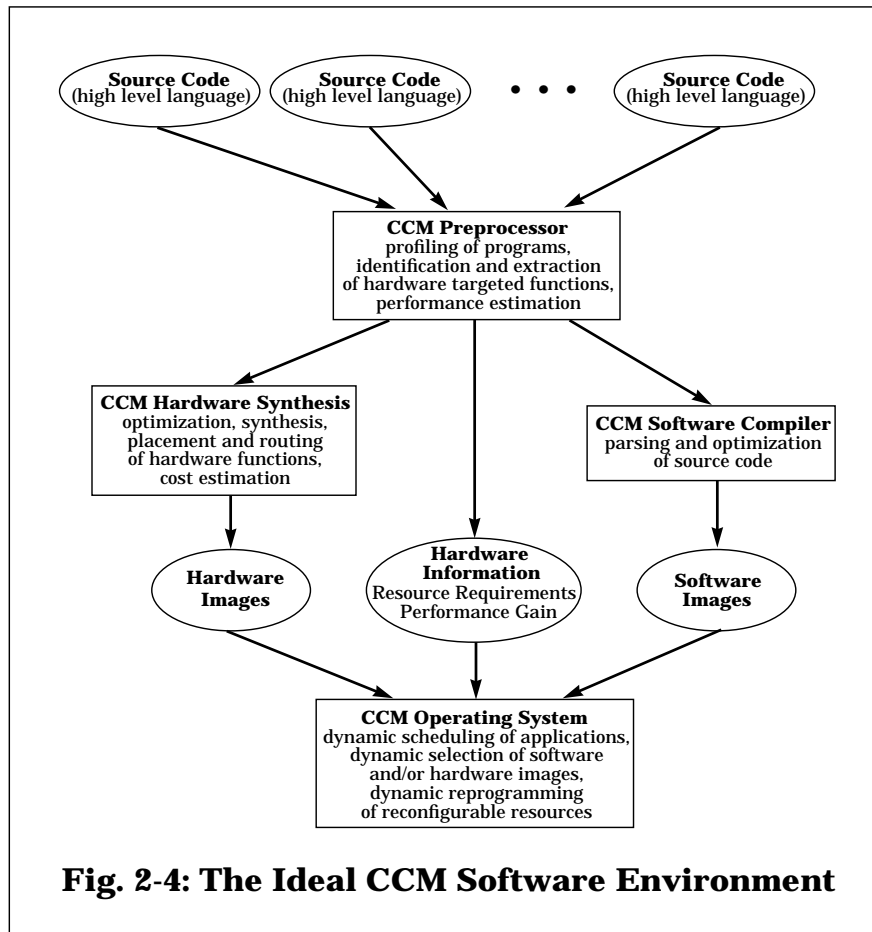 Source Code
(high level language)
Source Code
(high level language)
• • •
Source Code
(high level language)
CCM Preprocessor
profiling of programs,
identification and extraction
of hardware targeted functions,
performance estimation
CCM Hardware Synthesis
optimization, synthesis,
placement and routing
of hardware functions,
cost estimation
CCM Software Compiler
parsing and optimization
of source code
Hardware
Images
Hardware
Information
Resource Requirements
Performance Gain
Software
Images
CCM Operating System
dynamic scheduling of applications,
dynamic selection of software
and/or hardware images,
dynamic reprogramming
of reconfigurable resources
Fig. 2-4: The Ideal CCM Software Environment